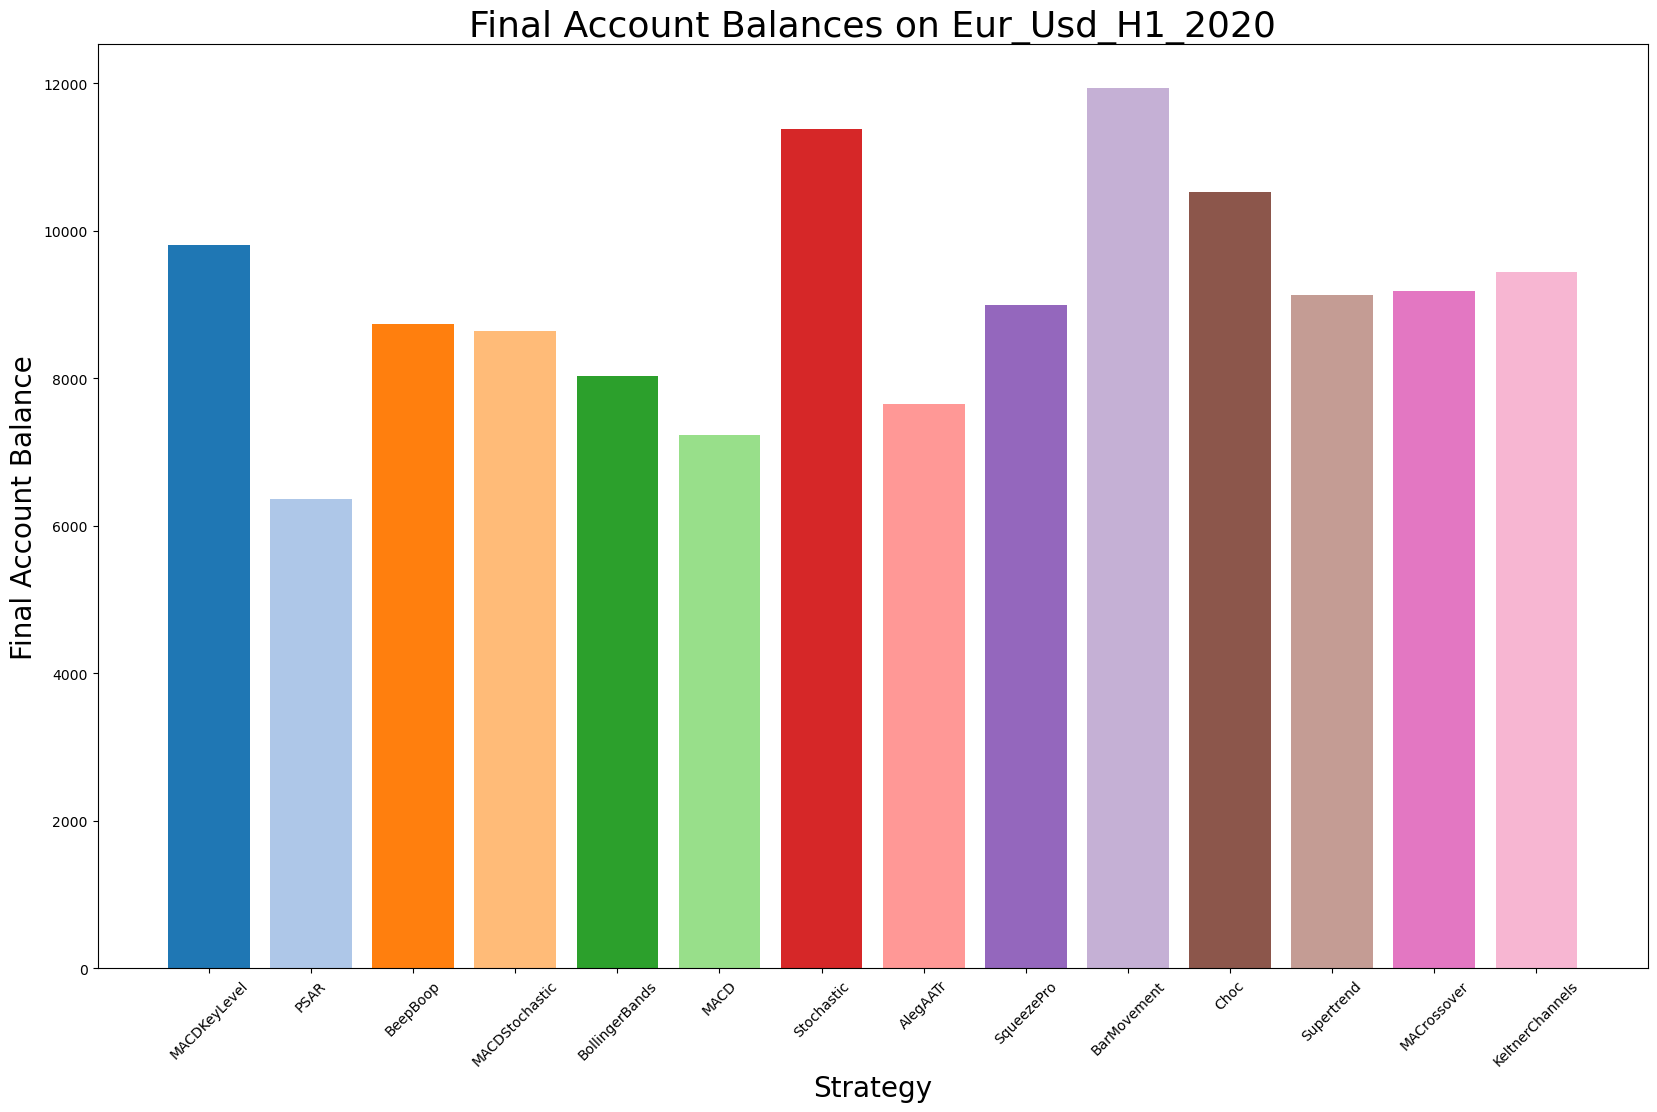 Final Account Balances on Eur_Usd_H1_2020
Final Account Balance
12000
10000
8000
6000
4000
2000
0
MACDKeyLevel
PSAR
BeepBoop
MACDStochastic
BollingerBands
MACD
Stochastic
AlegAATr
SqueezePro
BarMovement
Choc
Supertrend
MACrossover
KeltnerChannels
Strategy